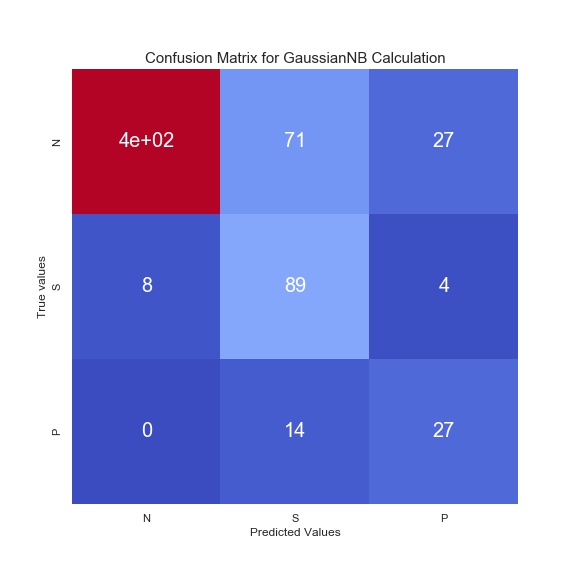 Confusion Matrix for GaussianNB Calculation
N 4e+02 71 27
S 8 89 4
P 0 14 27
True values
N S P
Predicted Values